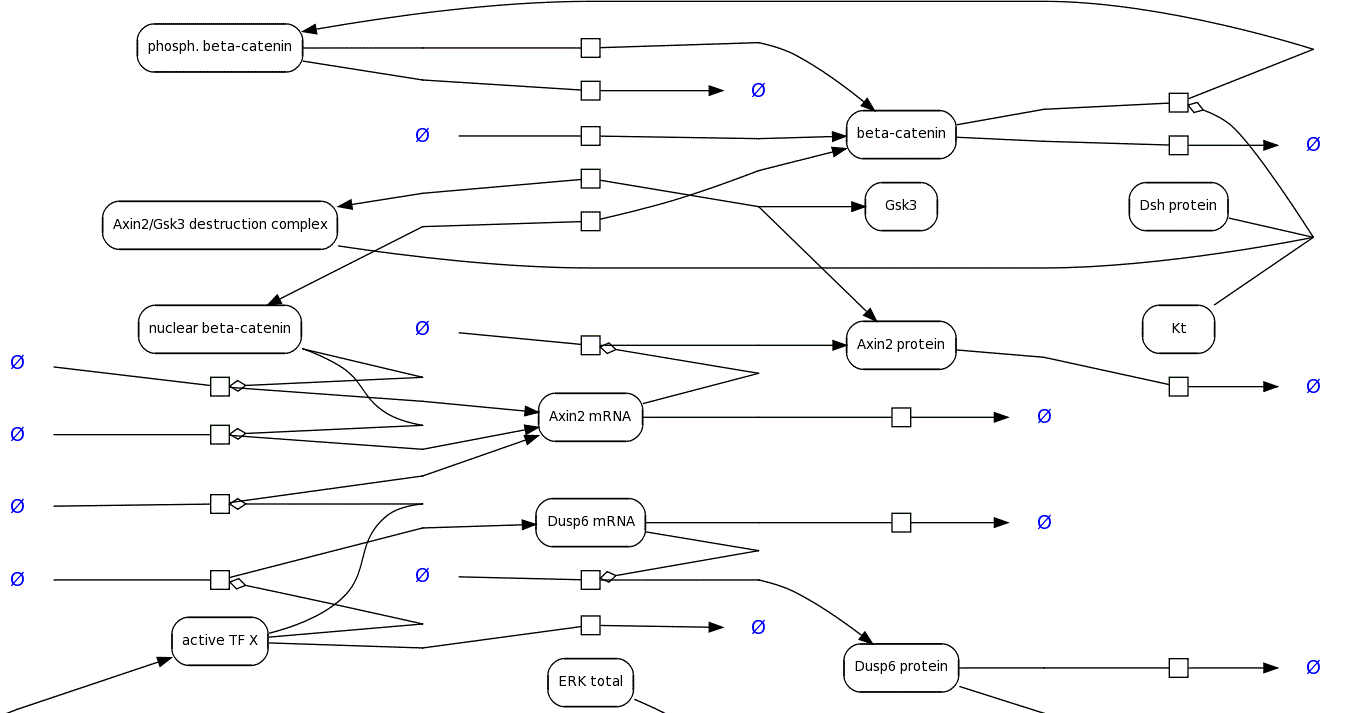 phosph. beta-catenin
Ø
Ø
beta-catenin
Ø
Axin2/Gsk3 destruction complex
Gsk3
Dsh protein
nuclear beta-catenin
Ø
Axin2 protein
Kt
Ø
Ø
Axin2 mRNA
Ø
Ø
Ø
Dusp6 mRNA
Ø
Ø
Ø
active TF X
Ø
ERK total
Dusp6 protein
Ø
Ø